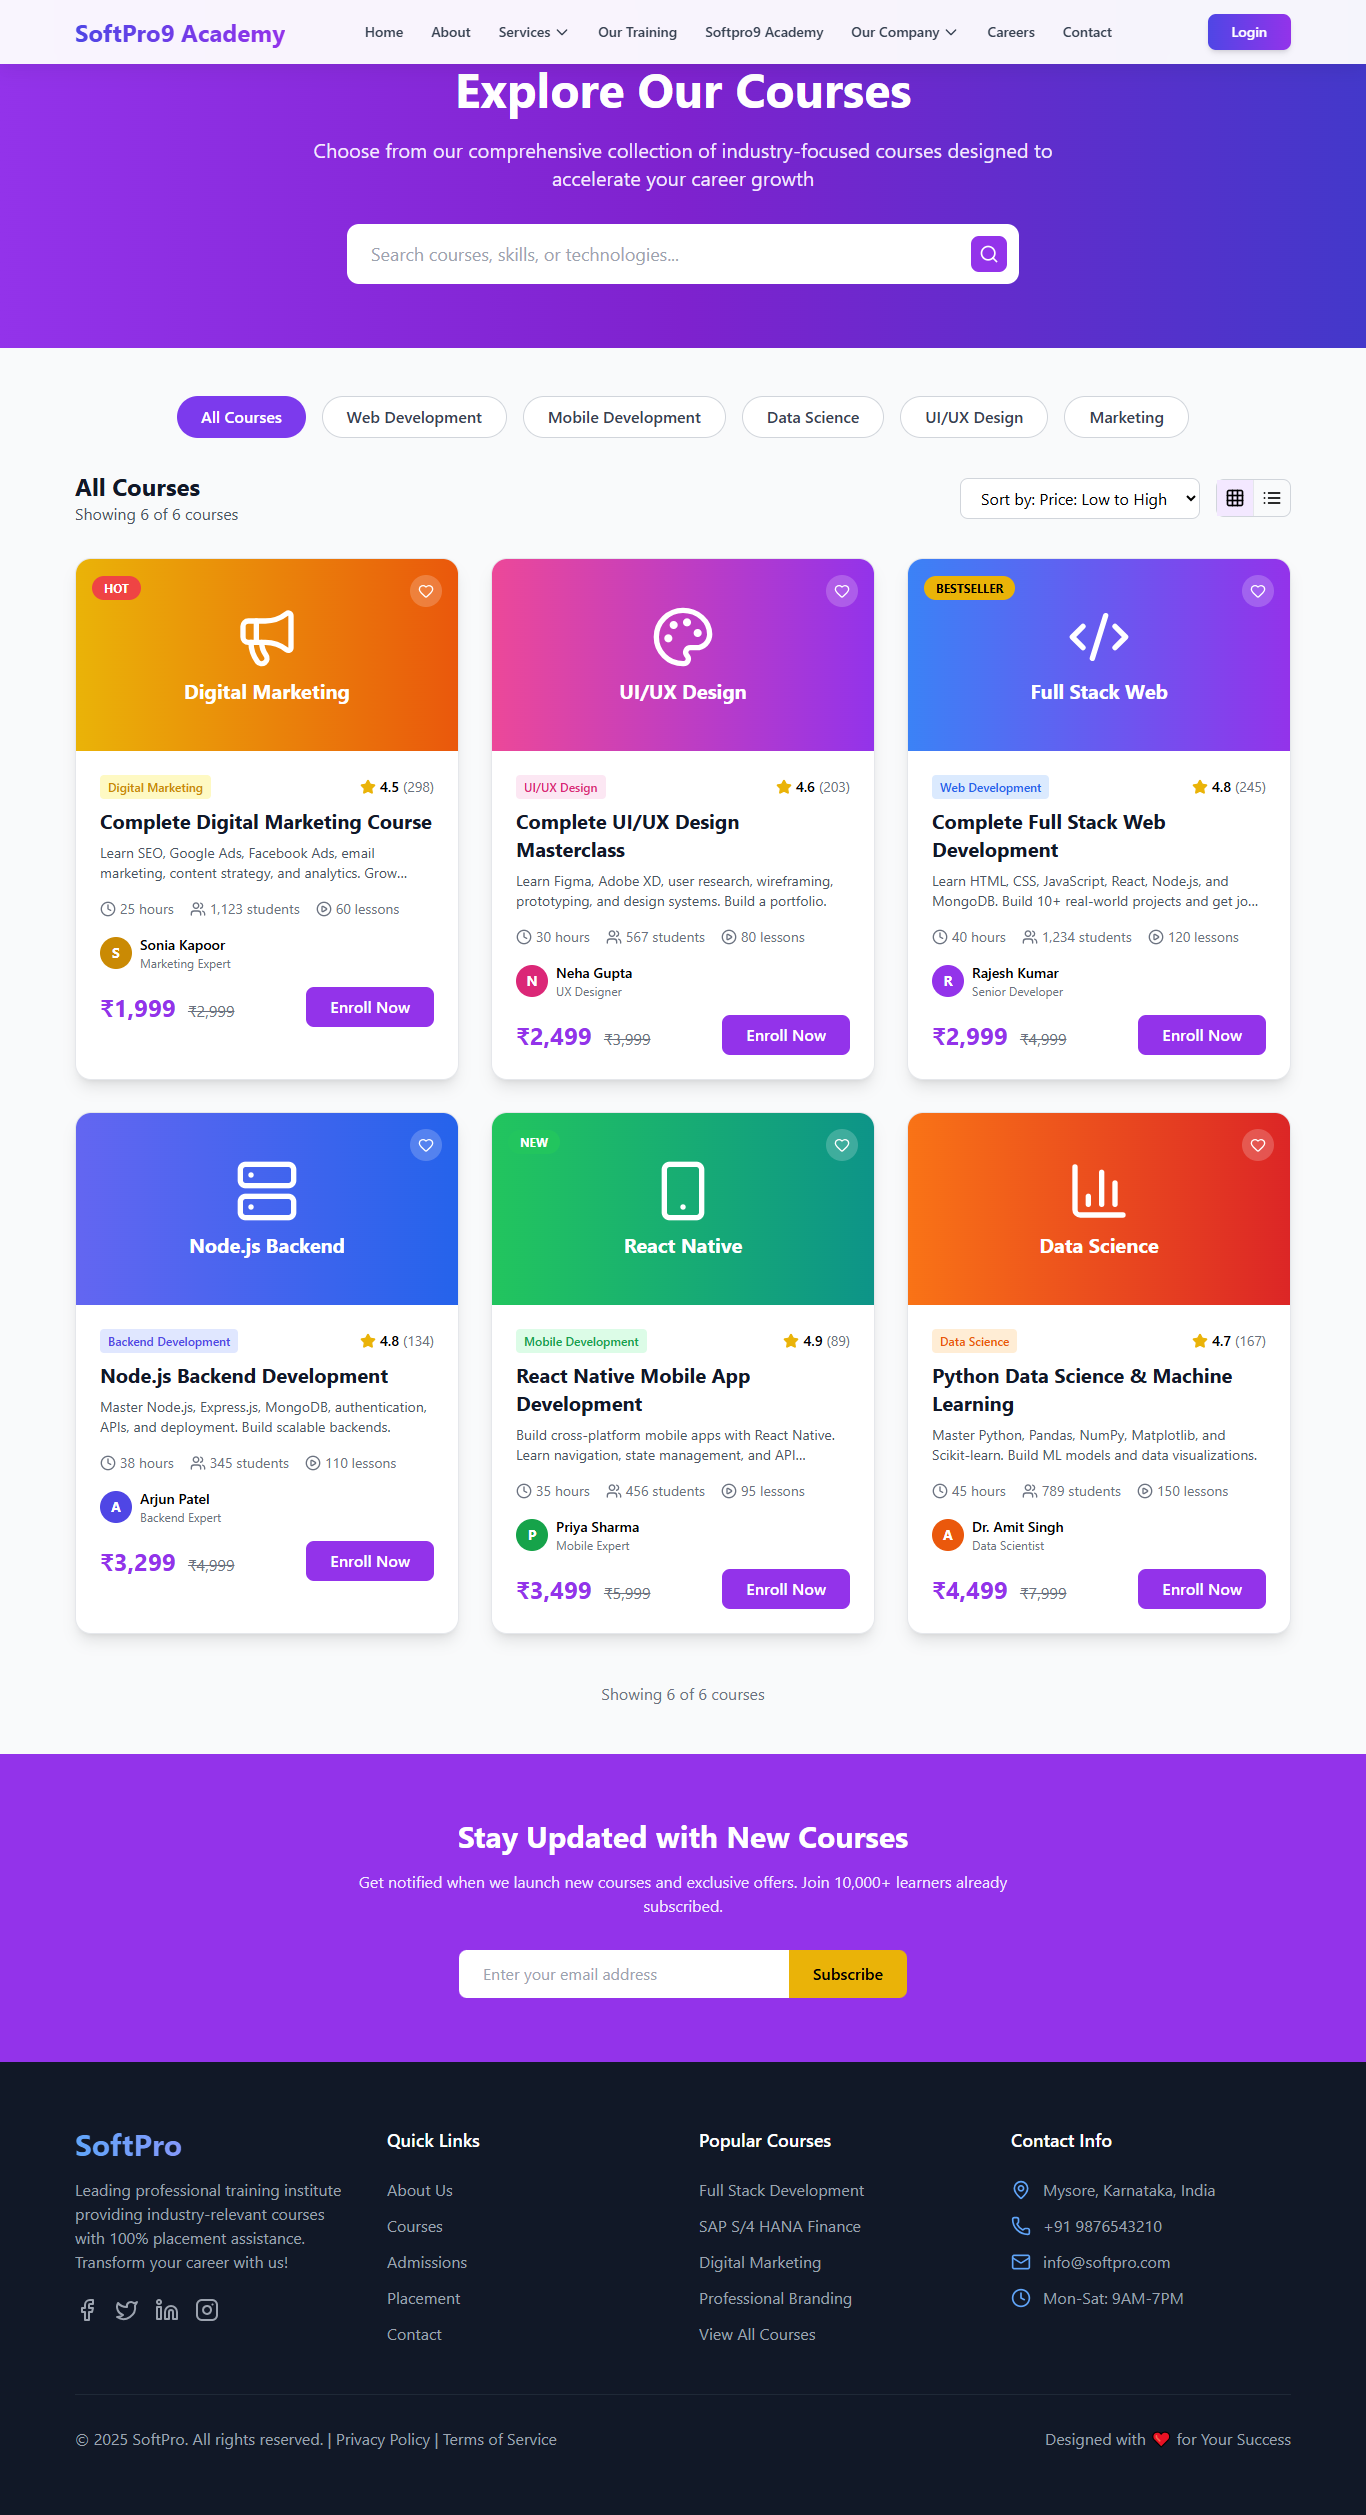 SoftPro9 Academy
Home
About
Services
Our Training
Softpro9 Academy
Our Company
Careers
Contact
Login
Explore Our Courses
Choose from our comprehensive collection of industry-focused courses designed to
accelerate your career growth
Search courses, skills, or technologies...
All Courses
Web Development
Mobile Development
Data Science
UI/UX Design
Marketing
All Courses
Showing 6 of 6 courses
Sort by: Price: Low to High
HOT
Digital Marketing
Digital Marketing
4.5 (298)
Complete Digital Marketing Course
Learn SEO, Google Ads, Facebook Ads, email
marketing, content strategy, and analytics. Grow...
25 hours
1,123 students
60 lessons
S
Sonia Kapoor
Marketing Expert
₹1,999 ₹2,999
Enroll Now
UI/UX Design
UI/UX Design
4.6 (203)
Complete UI/UX Design
Masterclass
Learn Figma, Adobe XD, user research, wireframing,
prototyping, and design systems. Build a portfolio.
30 hours
567 students
80 lessons
N
Neha Gupta
UX Designer
₹2,499 ₹3,999
Enroll Now
BESTSELLER
Full Stack Web
Web Development
4.8 (245)
Complete Full Stack Web
Development
Learn HTML, CSS, JavaScript, React, Node.js, and
MongoDB. Build 10+ real-world projects and get jo...
40 hours
1,234 students
120 lessons
R
Rajesh Kumar
Senior Developer
₹2,999 ₹4,999
Enroll Now
Node.js Backend
Backend Development
4.8 (134)
Node.js Backend Development
Master Node.js, Express.js, MongoDB, authentication,
APIs, and deployment. Build scalable backends.
38 hours
345 students
110 lessons
A
Arjun Patel
Backend Expert
₹3,299 ₹4,999
Enroll Now
NEW
React Native
Mobile Development
4.9 (89)
React Native Mobile App
Development
Build cross-platform mobile apps with React Native.
Learn navigation, state management, and API...
35 hours
456 students
95 lessons
P
Priya Sharma
Mobile Expert
₹3,499 ₹5,999
Enroll Now
Data Science
Data Science
4.7 (167)
Python Data Science & Machine
Learning
Master Python, Pandas, NumPy, Matplotlib, and
Scikit-learn. Build ML models and data visualizations.
45 hours
789 students
150 lessons
A
Dr. Amit Singh
Data Scientist
₹4,499 ₹7,999
Enroll Now
Showing 6 of 6 courses
Stay Updated with New Courses
Get notified when we launch new courses and exclusive offers. Join 10,000+ learners already
subscribed.
Enter your email address
Subscribe
SoftPro
Leading professional training institute
providing industry-relevant courses
with 100% placement assistance.
Transform your career with us!
Quick Links
About Us
Courses
Admissions
Placement
Contact
Popular Courses
Full Stack Development
SAP S/4 HANA Finance
Digital Marketing
Professional Branding
View All Courses
Contact Info
Mysore, Karnataka, India
+91 9876543210
info@softpro.com
Mon-Sat: 9AM-7PM
© 2025 SoftPro. All rights reserved. | Privacy Policy | Terms of Service
Designed with ❤️ for Your Success